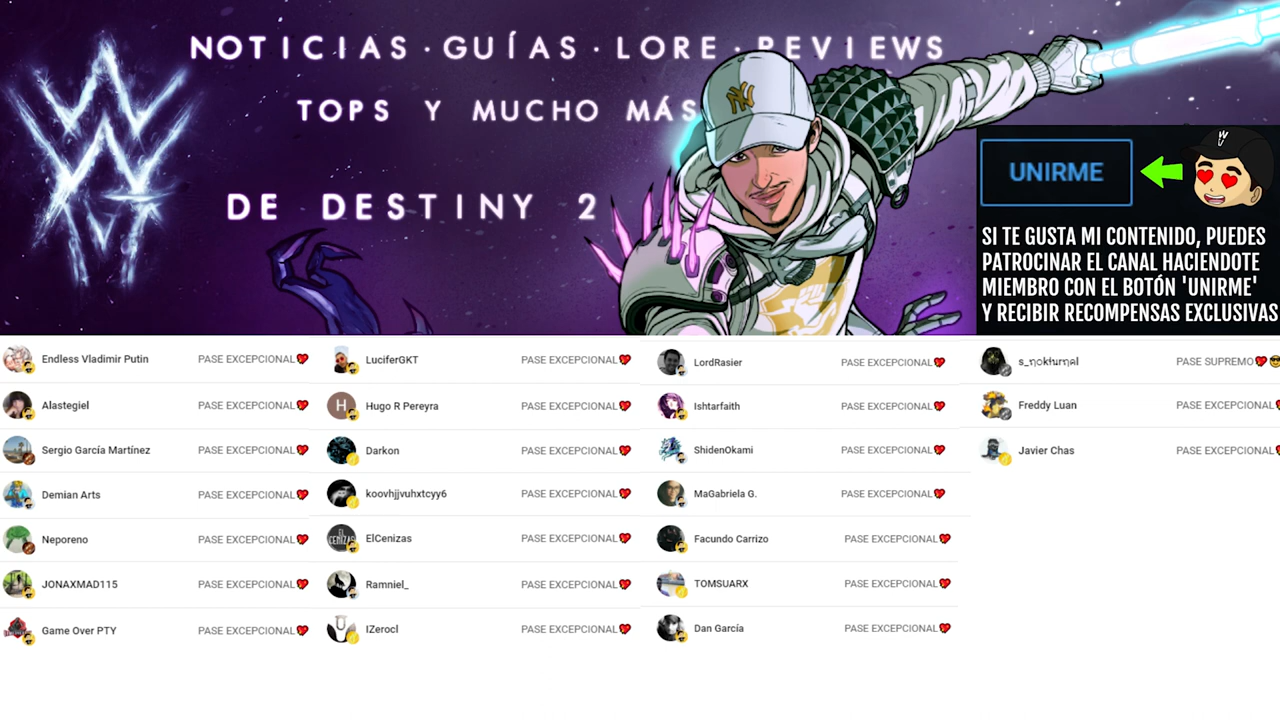 NOTICIAS · GUÍAS · LORE · REVIEWS
TOPS Y MUCHO MÁS
DE DESTINY 2
UNIRME
SI TE GUSTA MI CONTENIDO, PUEDES
PATROCINAR EL CANAL HACIENDOTE
MIEMBRO CON EL BOTÓN 'UNIRME'
Y RECIBIR RECOMPENSAS EXCLUSIVAS
Endless Vladimir Putin PASE EXCEPCIONAL
Alastegiel PASE EXCEPCIONAL
Sergio García Martínez PASE EXCEPCIONAL
Demian Arts PASE EXCEPCIONAL
Neporeno PASE EXCEPCIONAL
JONAXMAD115 PASE EXCEPCIONAL
Game Over PTY PASE EXCEPCIONAL
LuciferGKT PASE EXCEPCIONAL
H Hugo R Pereyra PASE EXCEPCIONAL
Darkon PASE EXCEPCIONAL
koovhjjvuhxtcyy6 PASE EXCEPCIONAL
EL CENIZAS ElCenizas PASE EXCEPCIONAL
Ramniel_ PASE EXCEPCIONAL
IZerocl PASE EXCEPCIONAL
LordRasier PASE EXCEPCIONAL
Ishtarfaith PASE EXCEPCIONAL
ShidenOkami PASE EXCEPCIONAL
MaGabriela G. PASE EXCEPCIONAL
Facundo Carrizo PASE EXCEPCIONAL
TOMSUARX PASE EXCEPCIONAL
Dan García PASE EXCEPCIONAL
s_ηokłurηal PASE SUPREMO
Freddy Luan PASE EXCEPCIONAL
Javier Chas PASE EXCEPCIONAL